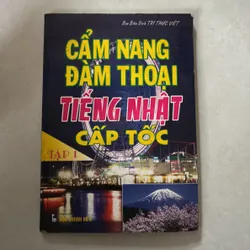 Ban Biên Dịch TRI THỨC VIỆT
CẨM NANG
ĐÀM THOẠI
TIẾNG NHẬT
CẤP TỐC
TẬP 1